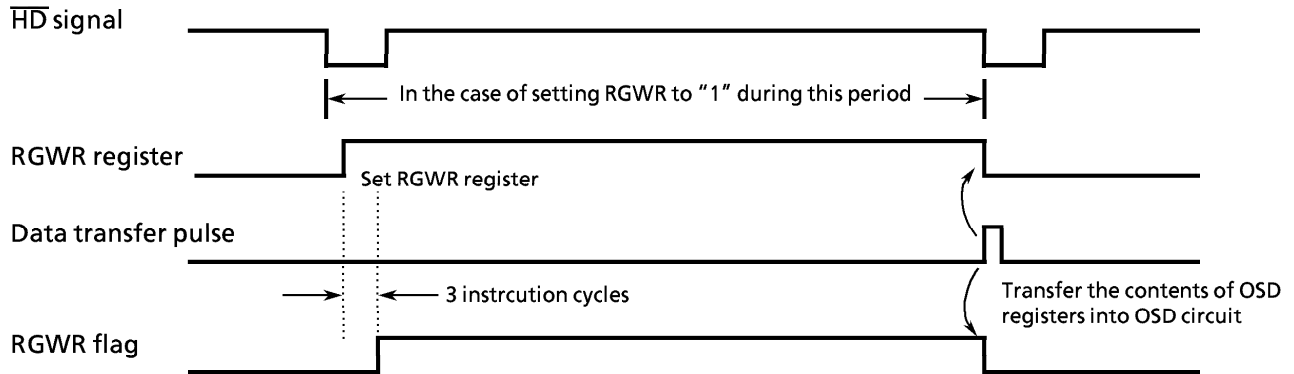 H̅D̅ signal
In the case of setting RGWR to “1” during this period
RGWR register
Set RGWR register
Data transfer pulse
3 instrcution cycles
Transfer the contents of OSD
registers into OSD circuit
RGWR flag